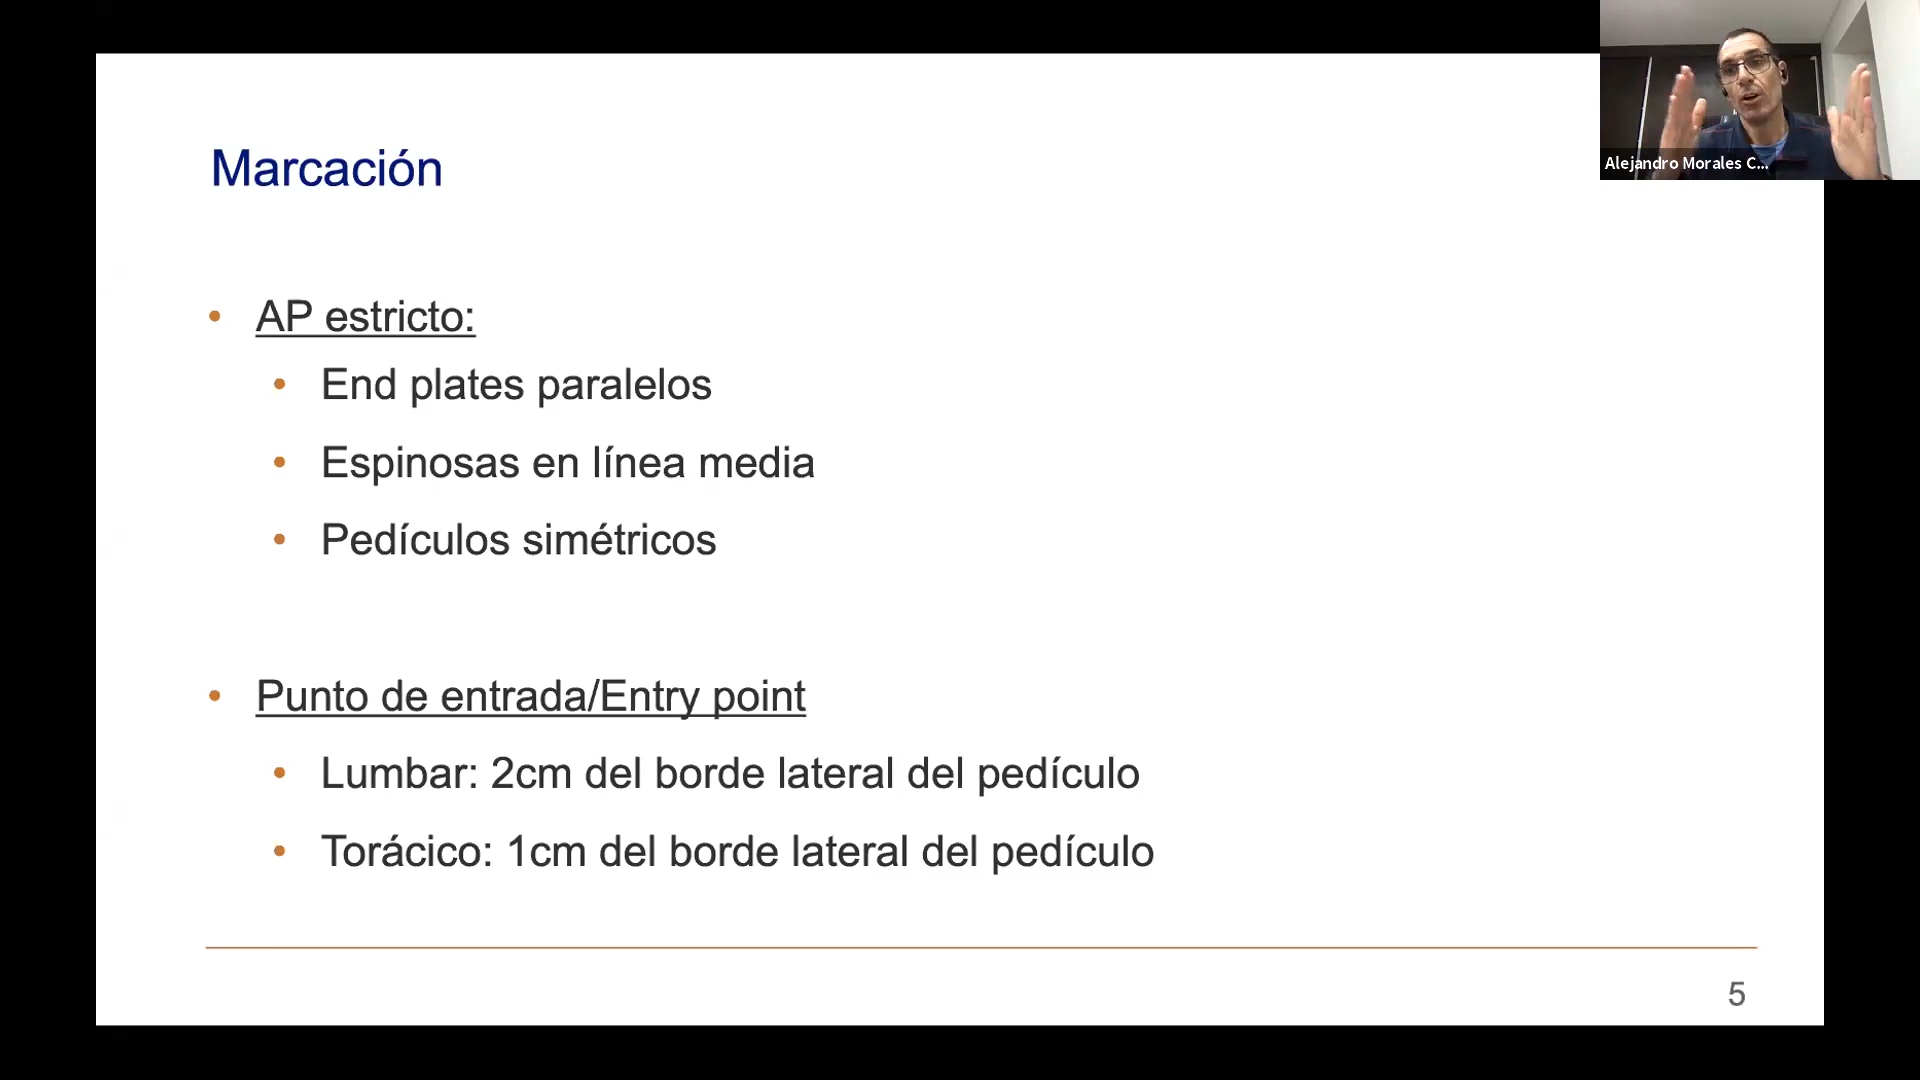 Alejandro Morales C...
Marcación
• AP estricto:
• End plates paralelos
• Espinosas en línea media
• Pedículos simétricos
• Punto de entrada/Entry point
• Lumbar: 2cm del borde lateral del pedículo
• Torácico: 1cm del borde lateral del pedículo
5